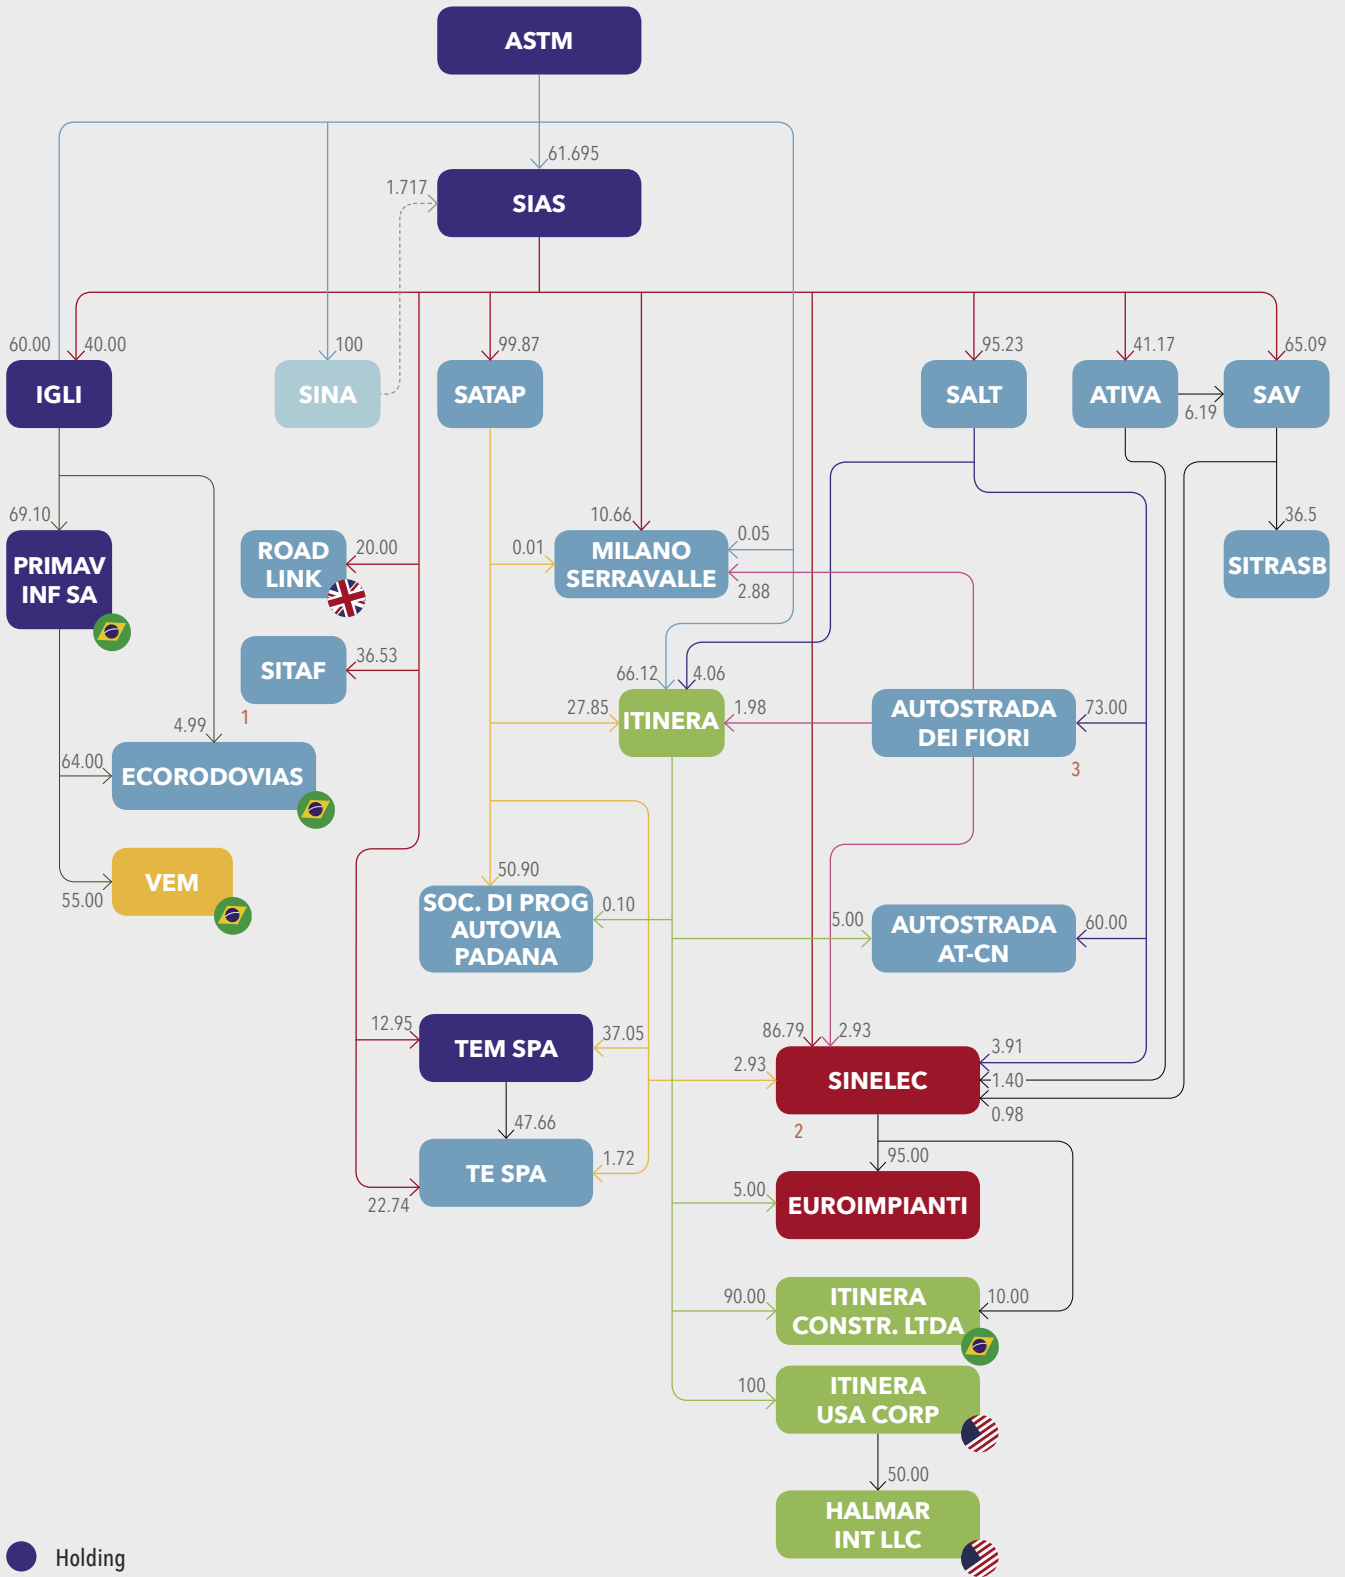 ASTM
61.695
1.717
SIAS
60.00
40.00
100
99.87
95.23
41.17
65.09
IGLI
SINA
SATAP
SALT
ATIVA
SAV
6.19
69.10
10.66
0.05
36.5
PRIMAV
INF SA
ROAD
LINK
20.00
0.01
MILANO
SERRAVALLE
SITRASB
2.88
SITAF
36.53
66.12
4.06
1
4.99
27.85
ITINERA
1.98
AUTOSTRADA
DEI FIORI
73.00
64.00
ECORODOVIAS
3
VEM
55.00
50.90
SOC. DI PROG
AUTOVIA
PADANA
0.10
5.00
AUTOSTRADA
AT-CN
60.00
12.95
TEM SPA
37.05
86.79
2.93
3.91
2.93
SINELEC
1.40
0.98
47.66
2
TE SPA
1.72
95.00
22.74
5.00
EUROIMPIANTI
90.00
ITINERA
CONSTR. LTDA
10.00
100
ITINERA
USA CORP
50.00
HALMAR
INT LLC
Holding